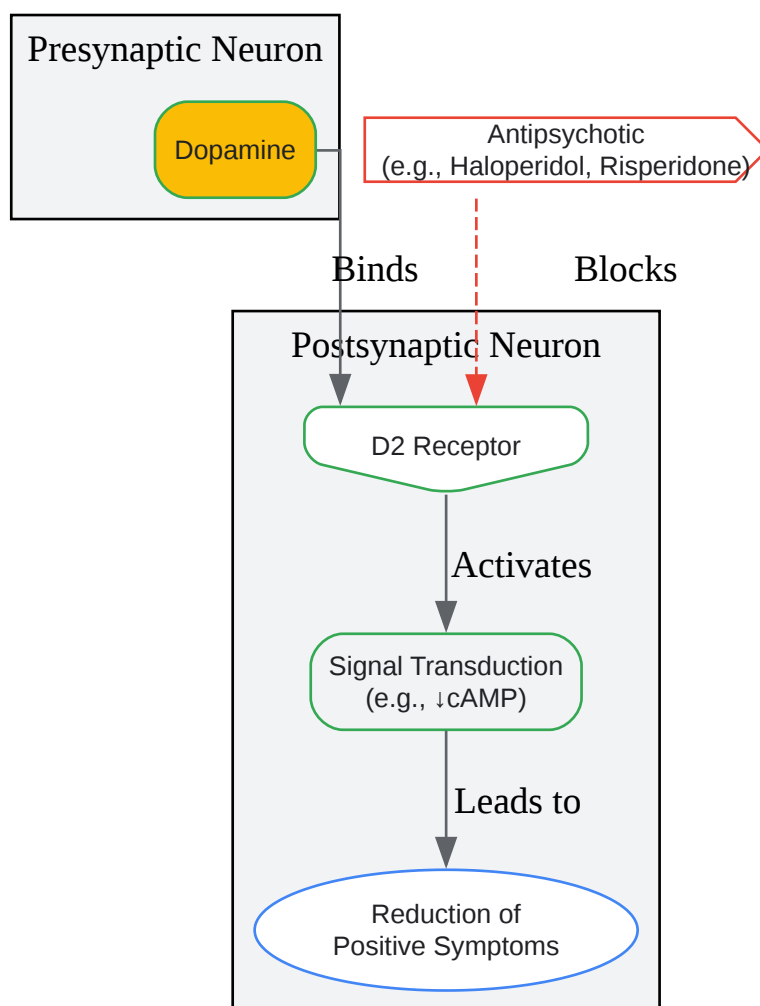 Presynaptic Neuron
Dopamine
Antipsychotic
(e.g., Haloperidol, Risperidone)
Binds
Blocks
Postsynaptic Neuron
D2 Receptor
Activates
Signal Transduction
(e.g., ↓cAMP)
Leads to
Reduction of
Positive Symptoms